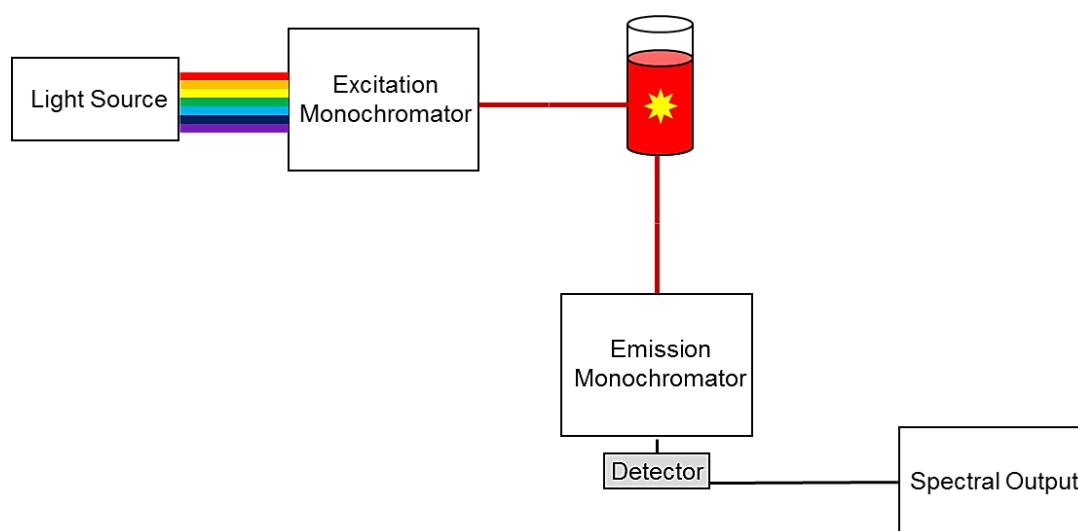 Light Source
Excitation
Monochromator
Emission
Monochromator
Detector
Spectral Output